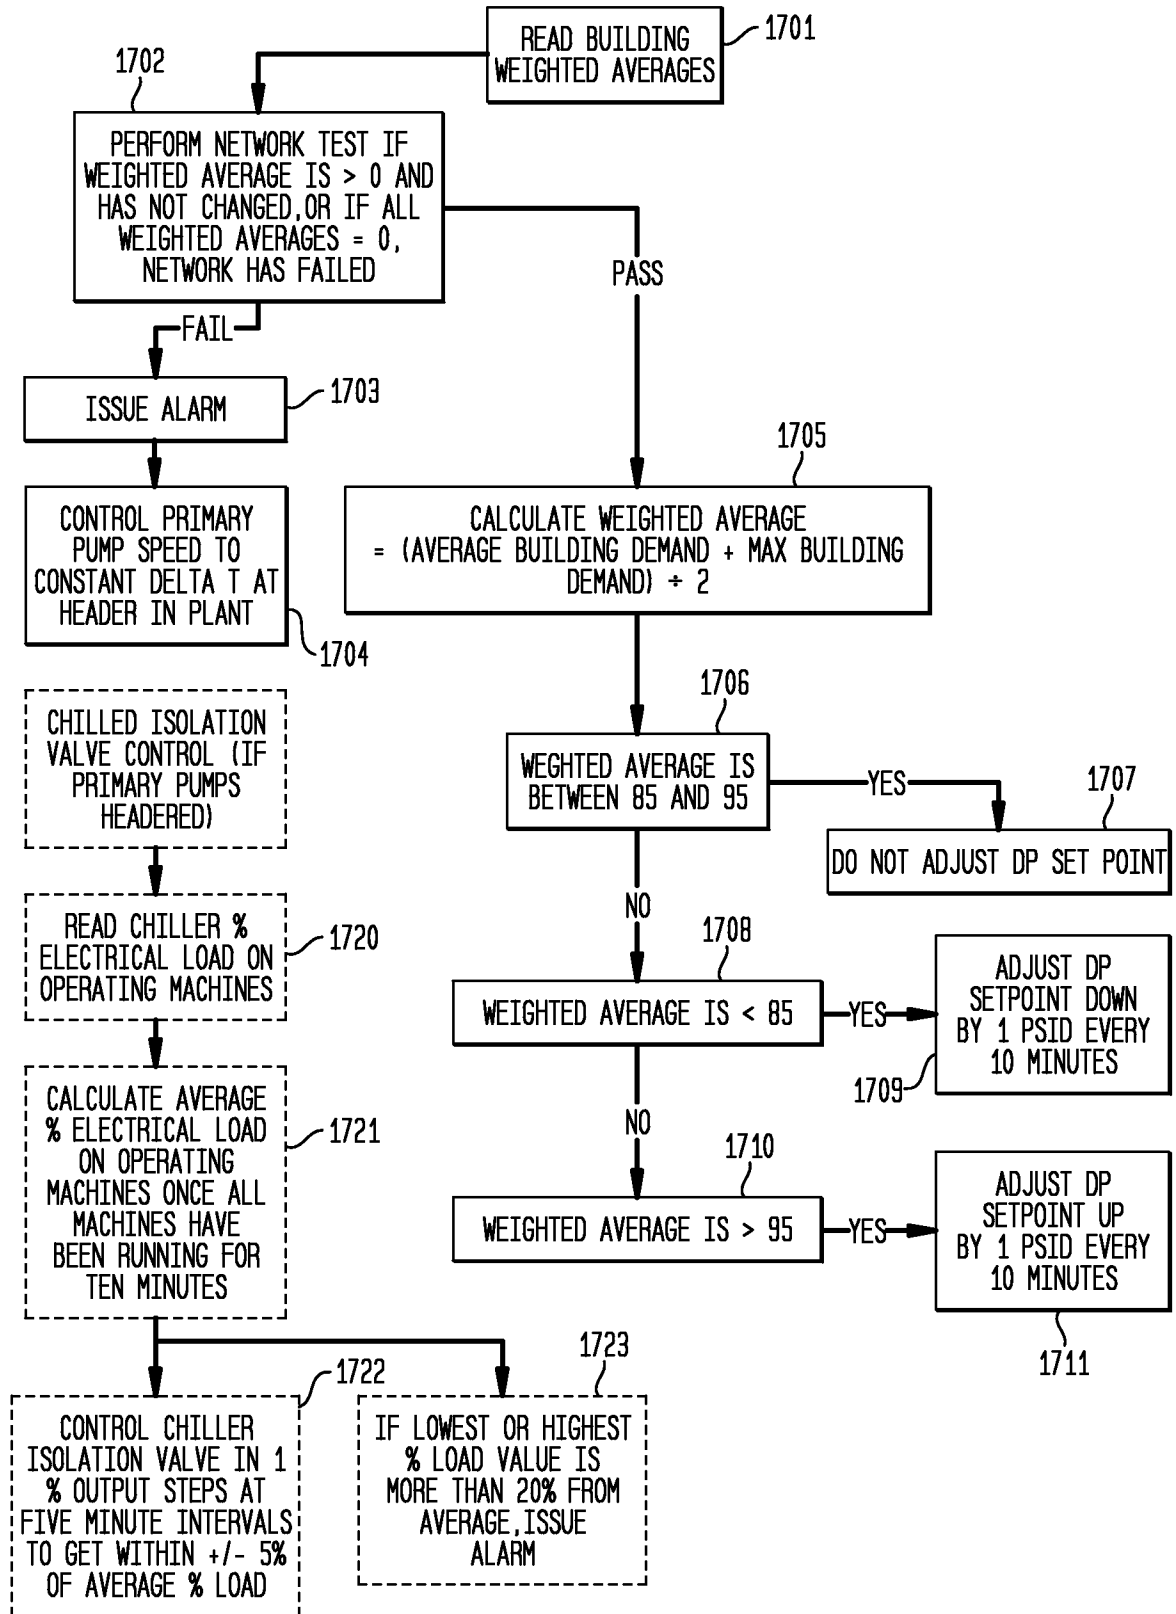 READ BUILDING
WEIGHTED AVERAGES
1701
1702
PERFORM NETWORK TEST IF
WEIGHTED AVERAGE IS > 0 AND
HAS NOT CHANGED,OR IF ALL
WEIGHTED AVERAGES = 0,
NETWORK HAS FAILED
PASS
FAIL
ISSUE ALARM
1703
CONTROL PRIMARY
PUMP SPEED TO
CONSTANT DELTA T AT
HEADER IN PLANT
1704
1705
CALCULATE WEIGHTED AVERAGE
= (AVERAGE BUILDING DEMAND + MAX BUILDING
DEMAND) ÷ 2
1706
WEGHTED AVERAGE IS
BETWEEN 85 AND 95
YES
1707
DO NOT ADJUST DP SET POINT
NO
1708
WEIGHTED AVERAGE IS < 85
YES
ADJUST DP
SETPOINT DOWN
BY 1 PSID EVERY
10 MINUTES
1709
NO
1710
WEIGHTED AVERAGE IS > 95
YES
ADJUST DP
SETPOINT UP
BY 1 PSID EVERY
10 MINUTES
1711
CHILLED ISOLATION
VALVE CONTROL (IF
PRIMARY PUMPS
HEADERED)
READ CHILLER %
ELECTRICAL LOAD ON
OPERATING MACHINES
1720
CALCULATE AVERAGE
% ELECTRICAL LOAD
ON OPERATING
MACHINES ONCE ALL
MACHINES HAVE
BEEN RUNNING FOR
TEN MINUTES
1721
1722
CONTROL CHILLER
ISOLATION VALVE IN 1
% OUTPUT STEPS AT
FIVE MINUTE INTERVALS
TO GET WITHIN +/- 5%
OF AVERAGE % LOAD
1723
IF LOWEST OR HIGHEST
% LOAD VALUE IS
MORE THAN 20% FROM
AVERAGE,ISSUE
ALARM